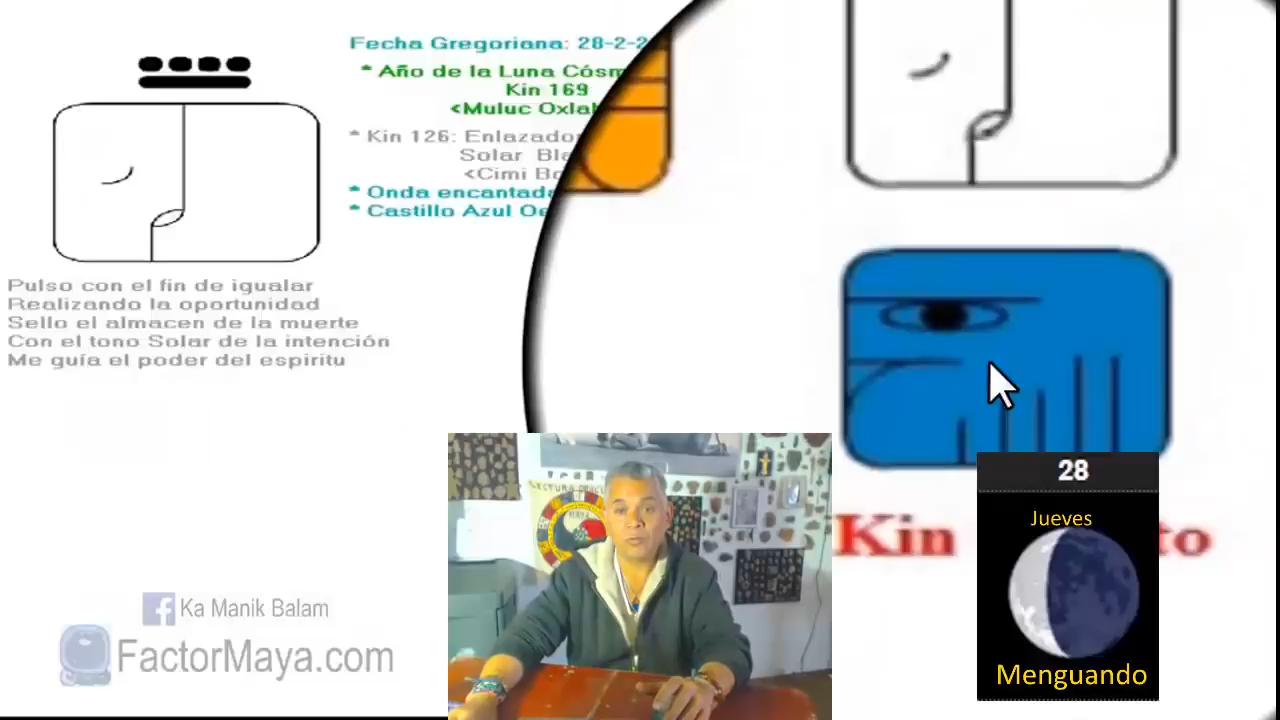 Fecha Gregoriana: 28-2-2
* Año de la Luna Cósm
Kin 169
<Muluc Oxla
* Kin 126: Enlazado
Solar Bla
<Cimi Bo
* Onda encantada
* Castillo Azul Oe
Pulso con el fin de igualar
Realizando la oportunidad
Sello el almacen de la muerte
Con el tono Solar de la intención
Me guía el poder del espiritu
28
Jueves
Kin
to
Menguando
Ka Manik Balam
FactorMaya.com